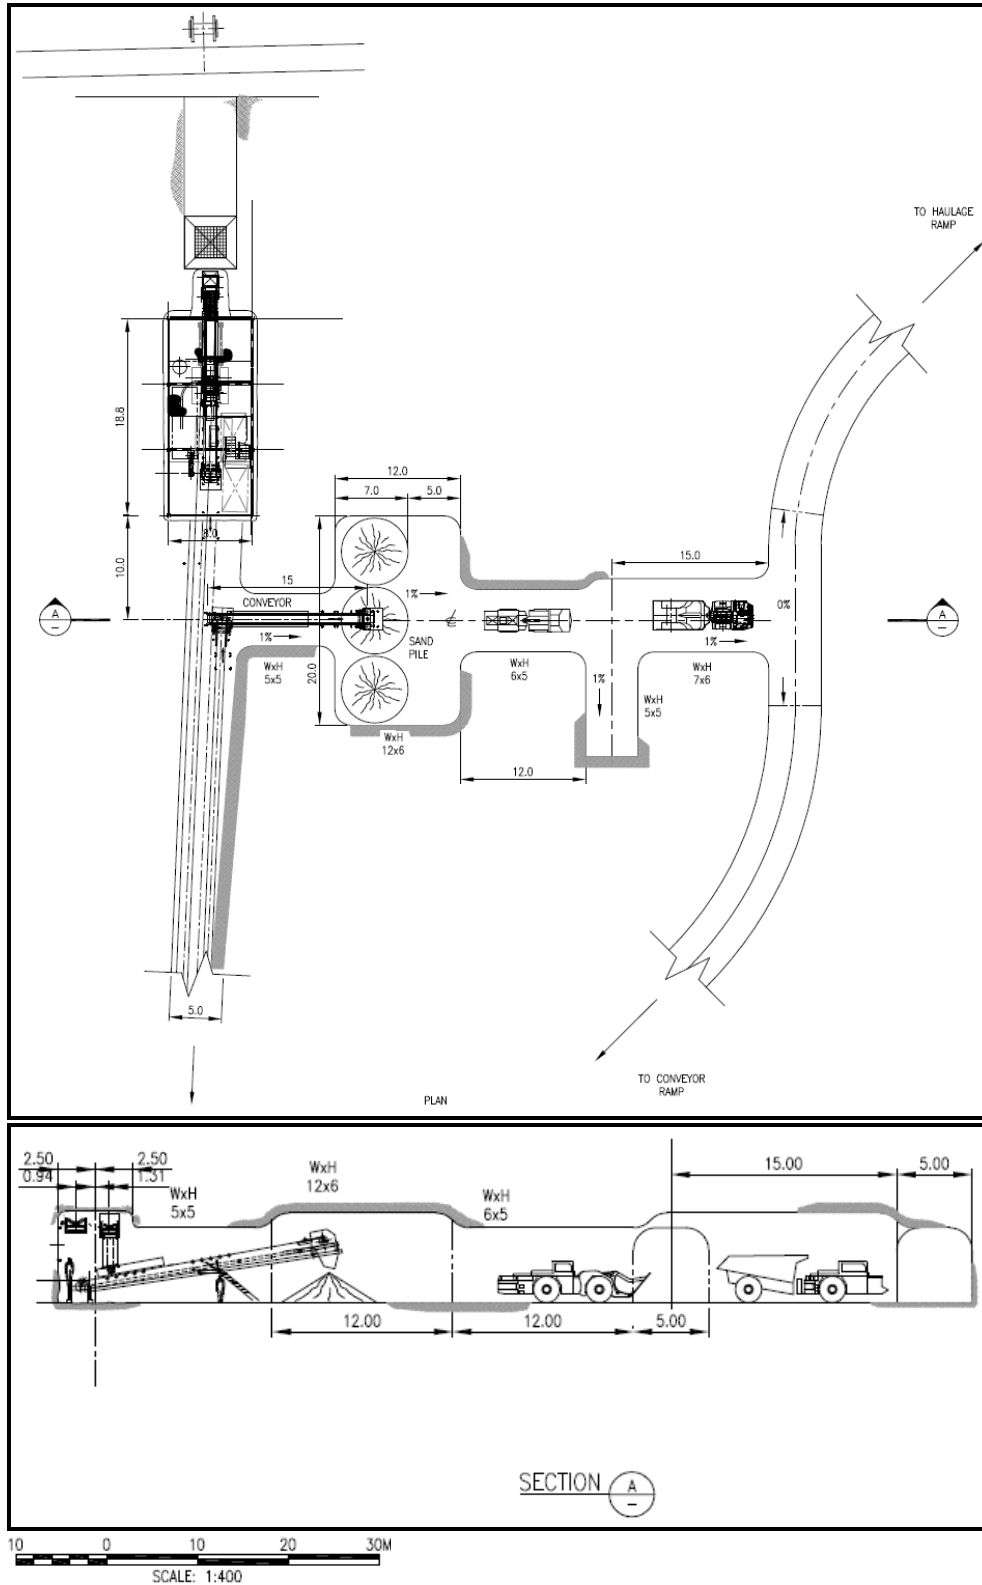 TO HAULAGE
RAMP
18.8
12.0
7.0
5.0
8.0
15.0
10.0
15
CONVEYOR
1%
1%
0%
A
A
SAND
PILE
1%
1%
WxH
5x5
20.0
WxH
6x5
1%
WxH
7x6
WxH
5x5
WxH
12x6
12.0
5.0
TO CONVEYOR
RAMP
PLAN
2.50
2.50
0.94
1.31
WxH
5x5
WxH
12x6
WxH
6x5
15.00
5.00
12.00
12.00
5.00
SECTION
A
10
0
10
20
30M
SCALE: 1:400